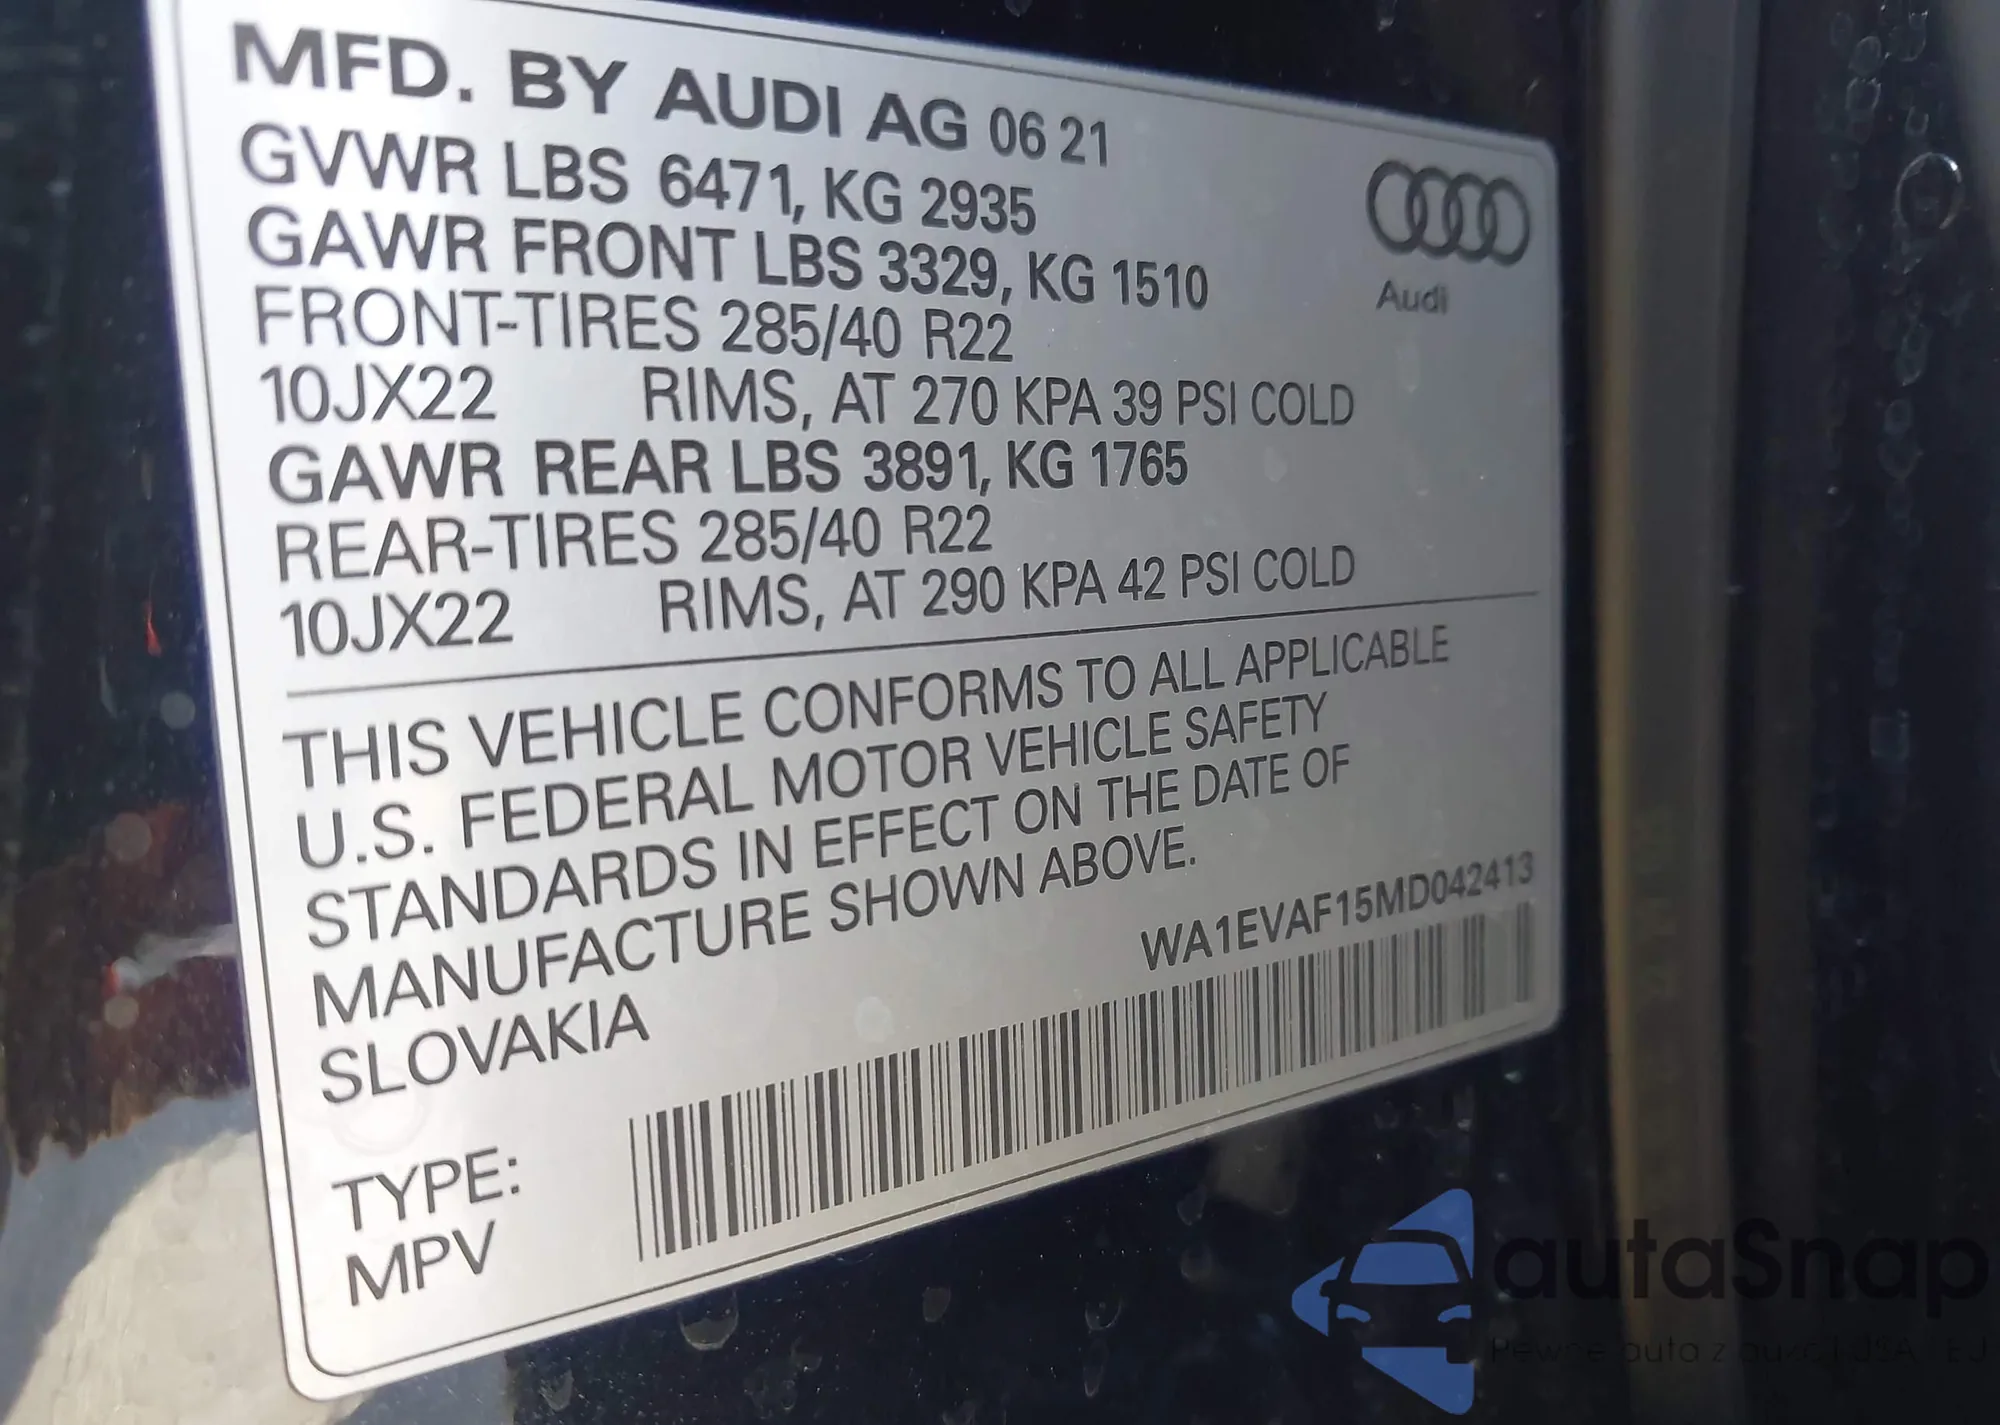 MFD. BY AUDI AG 06 21
GVWR LBS 6471, KG 2935
GAWR FRONT LBS 3329, KG 1510
FRONT-TIRES 285/40 R22
10JX22 RIMS, AT 270 KPA 39 PSI COLD
GAWR REAR LBS 3891, KG 1765
REAR-TIRES 285/40 R22
10JX22 RIMS, AT 290 KPA 42 PSI COLD
Audi
THIS VEHICLE CONFORMS TO ALL APPLICABLE
U.S. FEDERAL MOTOR VEHICLE SAFETY
STANDARDS IN EFFECT ON THE DATE OF
MANUFACTURE SHOWN ABOVE.
SLOVAKIA
WA1EVAF15MD042413
TYPE:
MPV
autaSnap
Pewne auta z